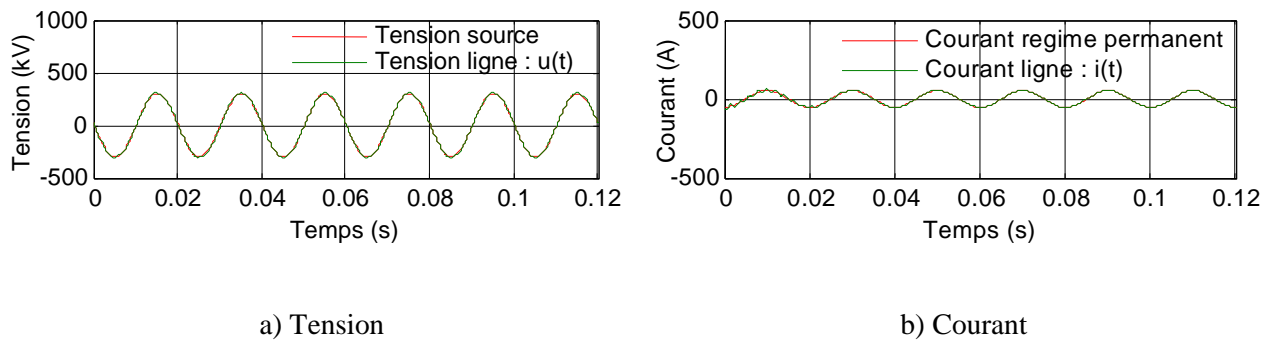 1000
500
0
-500
Tension (kV)
Tension source
Tension ligne : u(t)
0 0.02 0.04 0.06 0.08 0.1 0.12
Temps (s)
a) Tension
500
0
-500
Courant (A)
Courant regime permanent
Courant ligne : i(t)
0 0.02 0.04 0.06 0.08 0.1 0.12
Temps (s)
b) Courant